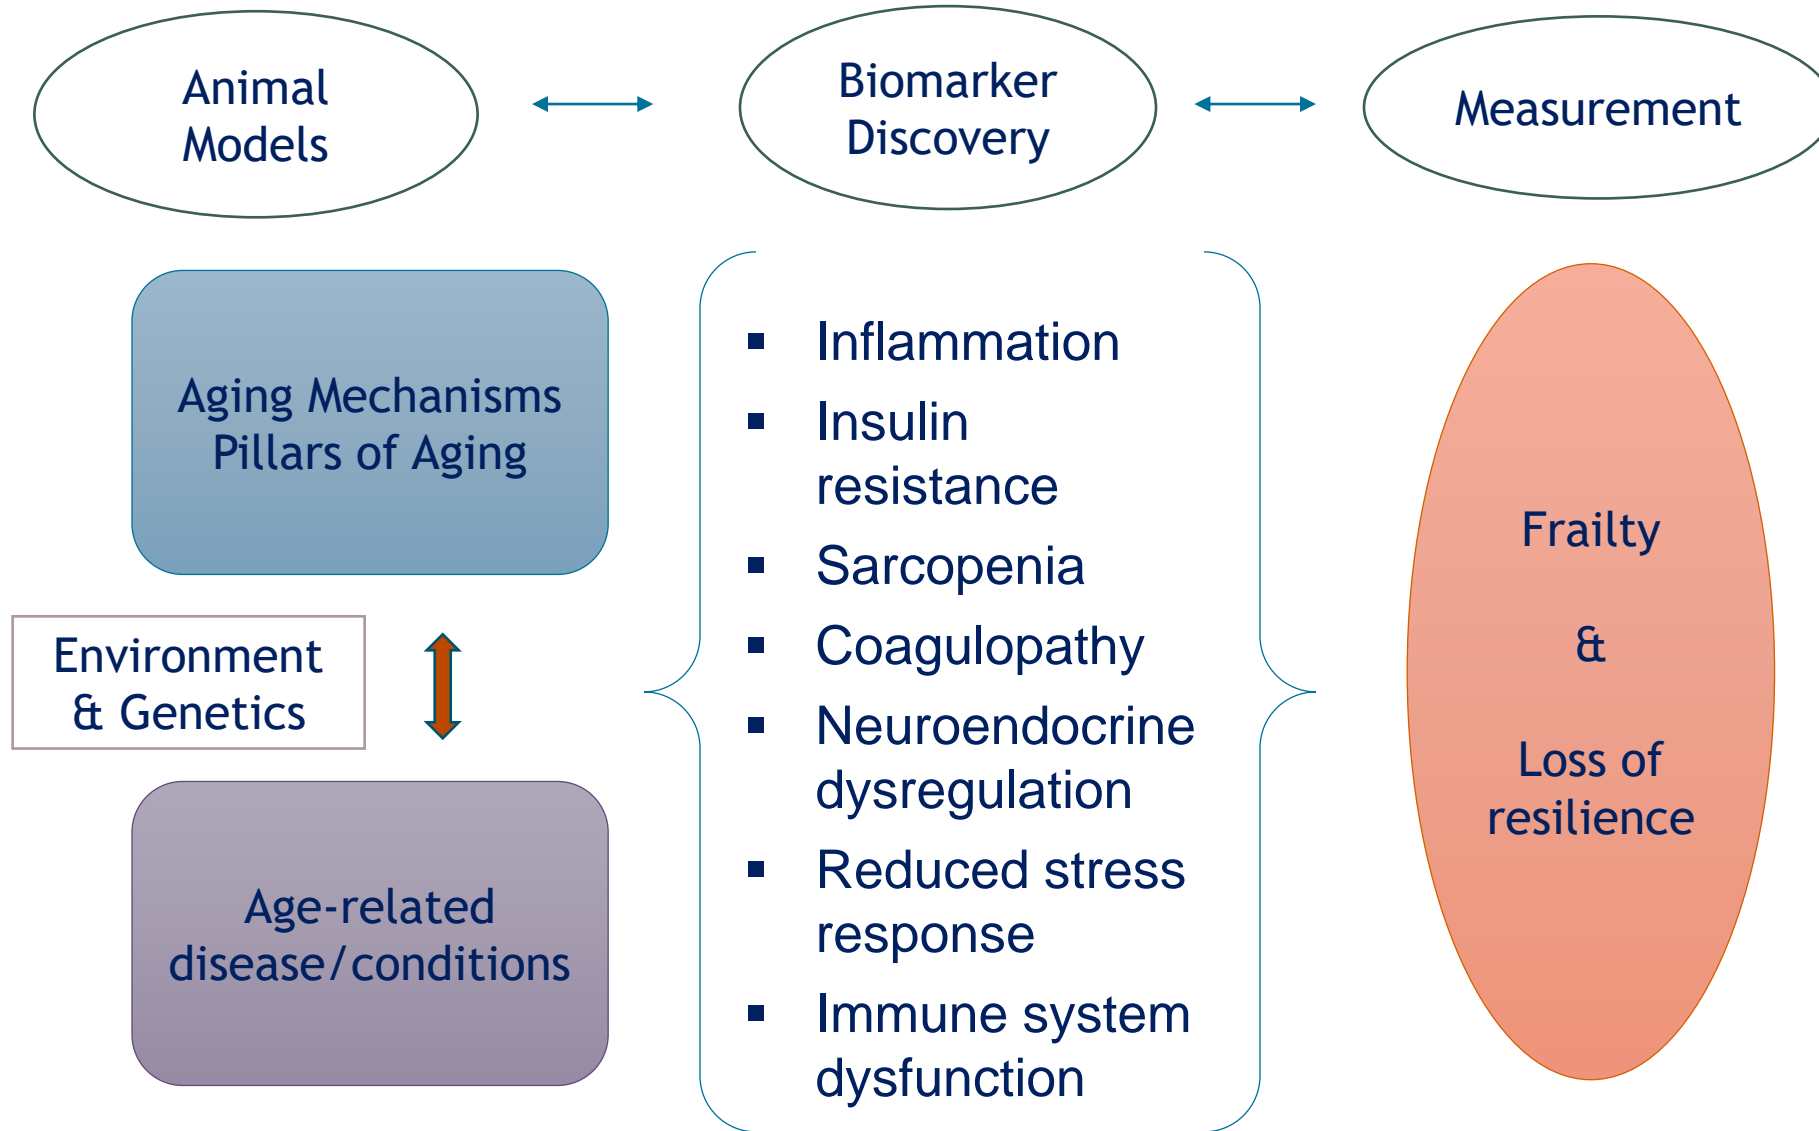 Animal
Models
Biomarker
Discovery
Measurement
Aging Mechanisms
Pillars of Aging
Environment
& Genetics
Age-related
disease/conditions
▪ Inflammation
▪ Insulin
resistance
▪ Sarcopenia
▪ Coagulopathy
▪ Neuroendocrine
dysregulation
▪ Reduced stress
response
▪ Immune system
dysfunction
Frailty
&
Loss of
resilience